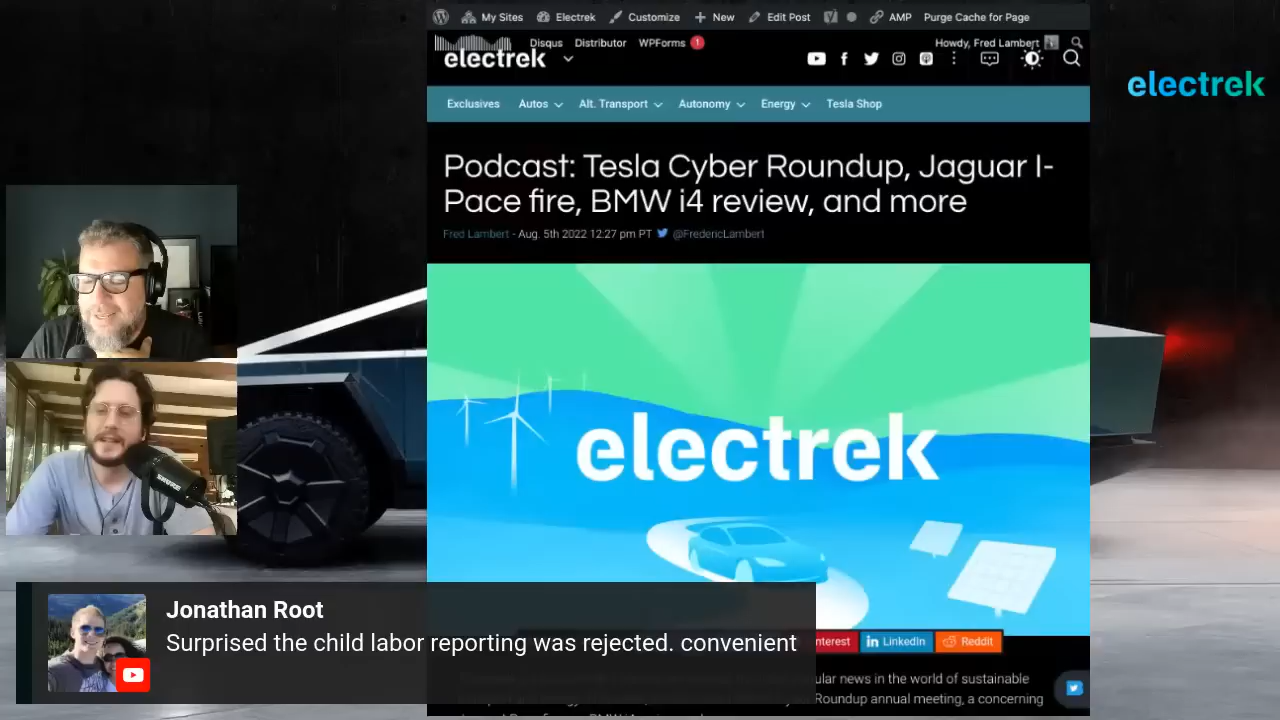 My Sites
Electrek
Customize
New
Edit Post
AMP
Purge Cache for Page
Disqus
Distributor
WPForms
1
Howdy, Fred Lambert
electrek
electrek
Exclusives
Autos
Alt. Transport
Autonomy
Energy
Tesla Shop
Podcast: Tesla Cyber Roundup, Jaguar I-
Pace fire, BMW i4 review, and more
Fred Lambert - Aug. 5th 2022 12:27 pm PT
@FredericLambert
electrek
SHURE
Jonathan Root
Surprised the child labor reporting was rejected. convenient
nterest
LinkedIn
Reddit
ular news in the world of sustainable
Roundup annual meeting, a concerning